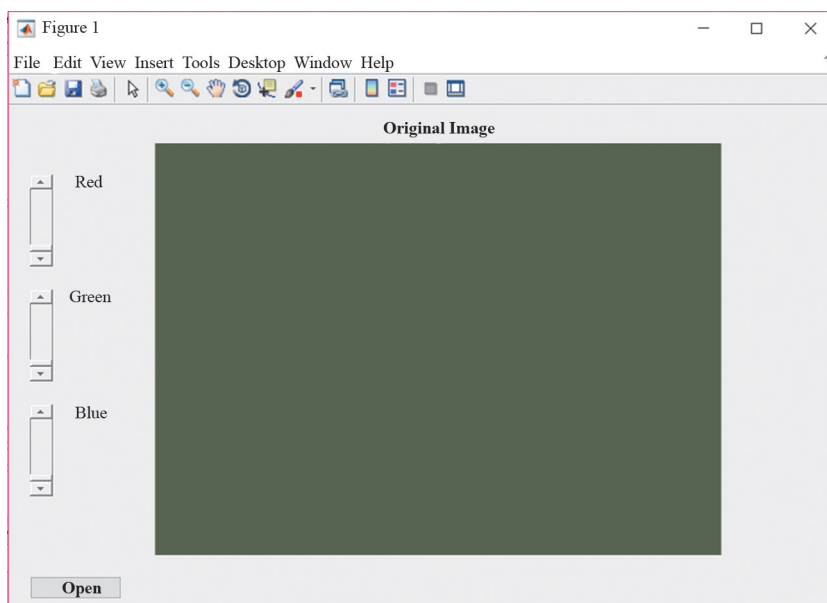 Figure 1
File Edit View Insert Tools Desktop Window Help
Original Image
Red
Green
Blue
Open